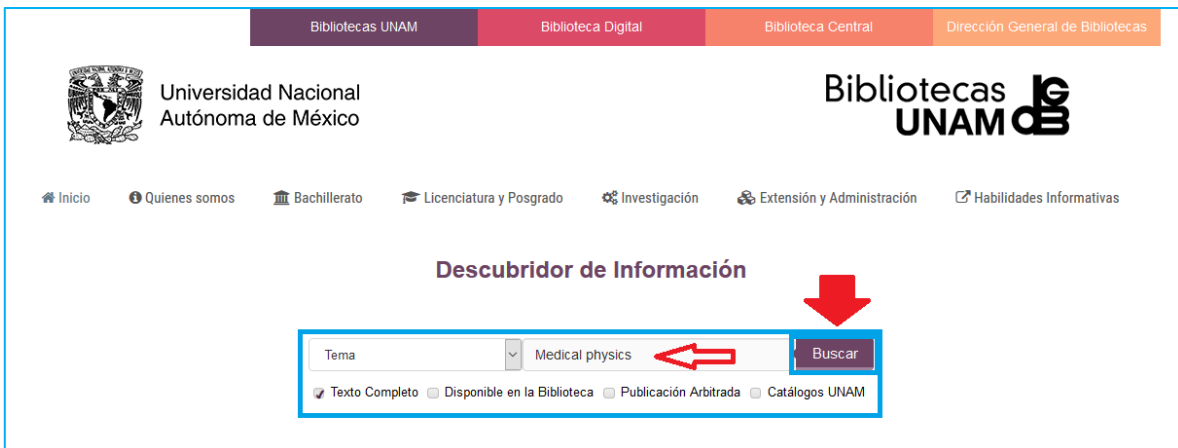 Bibliotecas UNAM Biblioteca Digital Biblioteca Central Dirección General de Bibliotecas
Universidad Nacional
Autónoma de México
Bibliotecas
UNAM
DGB
Inicio Quienes somos Bachillerato Licenciatura y Posgrado Investigación Extensión y Administración Habilidades Informativas
Descubridor de Información
Tema Medical physics Buscar
Texto Completo Disponible en la Biblioteca Publicación Arbitrada Catálogos UNAM